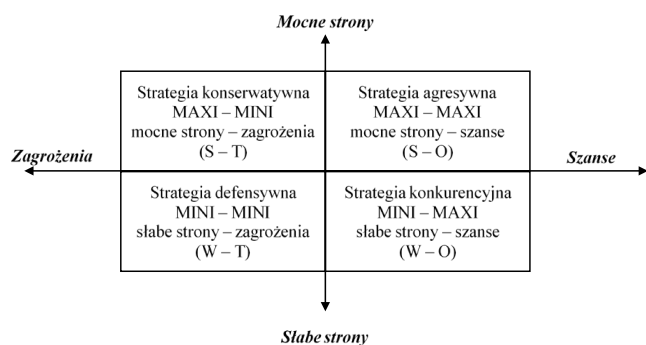 Mocne strony
Strategia konserwatywna
MAXI – MINI
mocne strony – zagrożenia
(S – T)
Strategia agresywna
MAXI – MAXI
mocne strony – szanse
(S – O)
Zagrożenia
Szanse
Strategia defensywna
MINI – MINI
słabe strony – zagrożenia
(W – T)
Strategia konkurencyjna
MINI – MAXI
słabe strony – szanse
(W – O)
Słabe strony